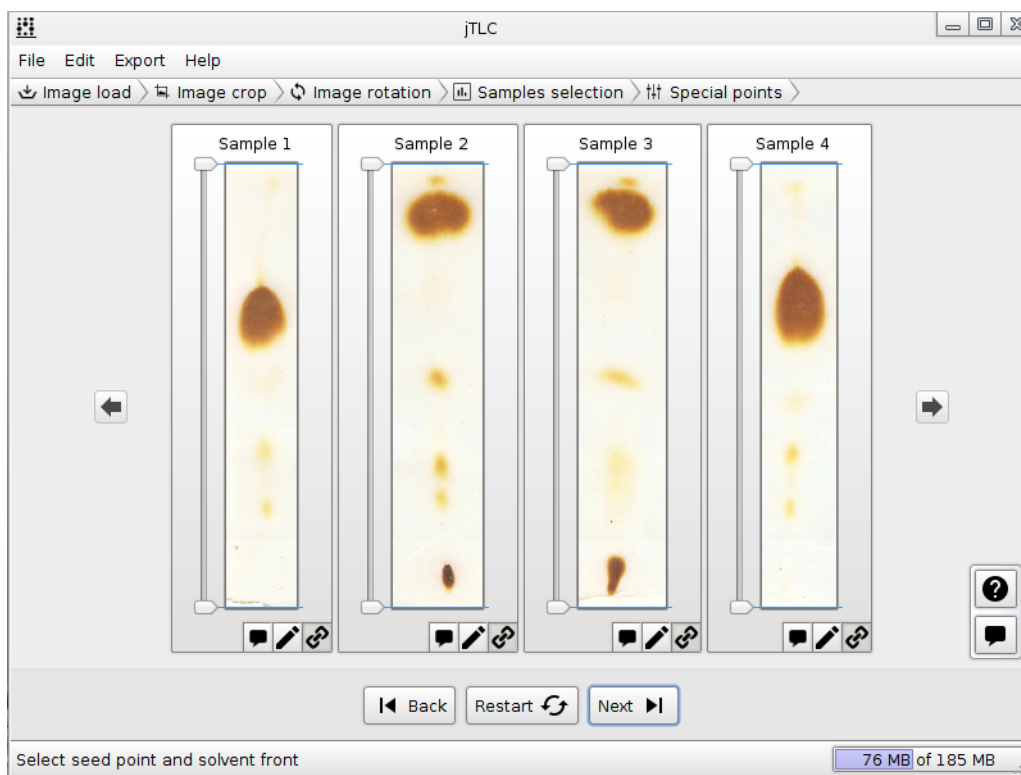 jTLC
File Edit Export Help
Image load Image crop Image rotation Samples selection Special points
Sample 1 Sample 2 Sample 3 Sample 4
Back Restart Next
Select seed point and solvent front 76 MB of 185 MB